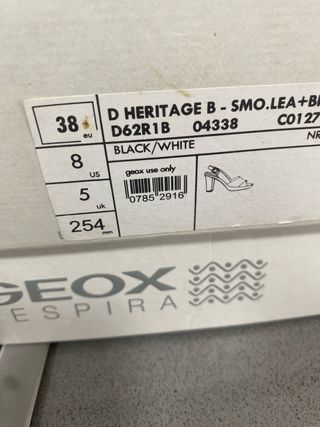 38 eu
8 US
5 uk
254 mm
D HERITAGE B - SMO.LEA+B
D62R1B 04338 C0127
BLACK/WHITE
NR
geox use only
0785 2916
GEOX
RESPIRA